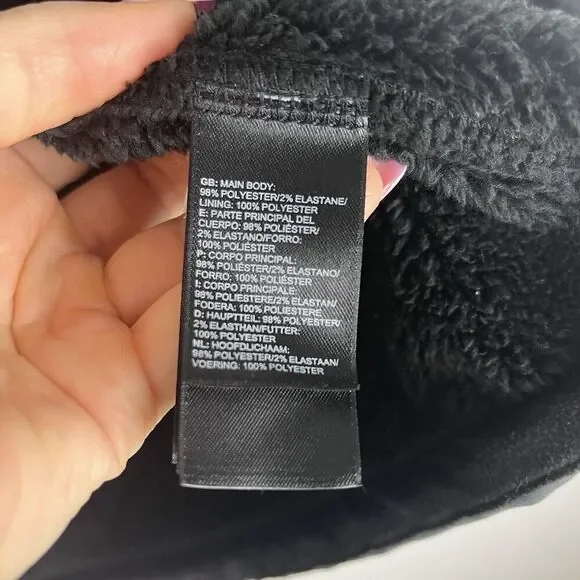 GB: MAIN BODY:
98% POLYESTER/2% ELASTANE/
LINING: 100% POLYESTER
E: PARTE PRINCIPAL DEL
CUERPO: 98% POLIÉSTER/
2% ELASTANO/FORRO:
100% POLIÉSTER
P: CORPO PRINCIPAL:
98% POLIÉSTER/2% ELASTANO/
FORRO: 100% POLIÉSTER
I: CORPO PRINCIPALE:
98% POLIESTERE/2% ELASTAN/
FODERA: 100% POLIESTERE
D: HAUPTTEIL: 98% POLYESTER/
2% ELASTHAN/FUTTER:
100% POLYESTER
NL: HOOFDLICHAAM:
98% POLYESTER/2% ELASTAAN/
VOERING: 100% POLYESTER